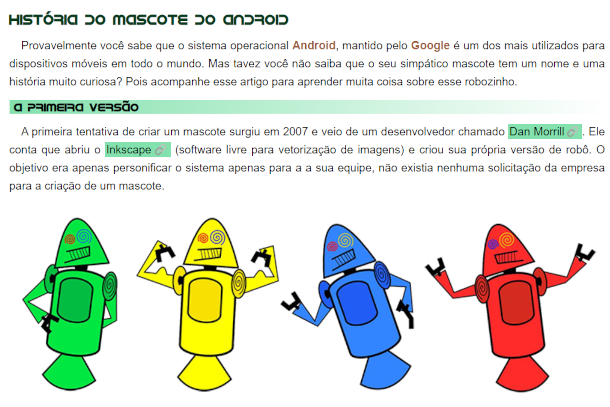 História do Mascote do Android
Provavelmente você sabe que o sistema operacional Android, mantido pelo Google é um dos mais utilizados para
dispositivos móveis em todo o mundo. Mas tavez você não saiba que o seu simpático mascote tem um nome e uma
história muito curiosa? Pois acompanhe esse artigo para aprender muita coisa sobre esse robozinho.
A primeira versão
A primeira tentativa de criar um mascote surgiu em 2007 e veio de um desenvolvedor chamado Dan Morrill. Ele
conta que abriu o Inkscape (software livre para vetorização de imagens) e criou sua própria versão de robô. O
objetivo era apenas personificar o sistema apenas para a a sua equipe, não existia nenhuma solicitação da empresa
para a criação de um mascote.